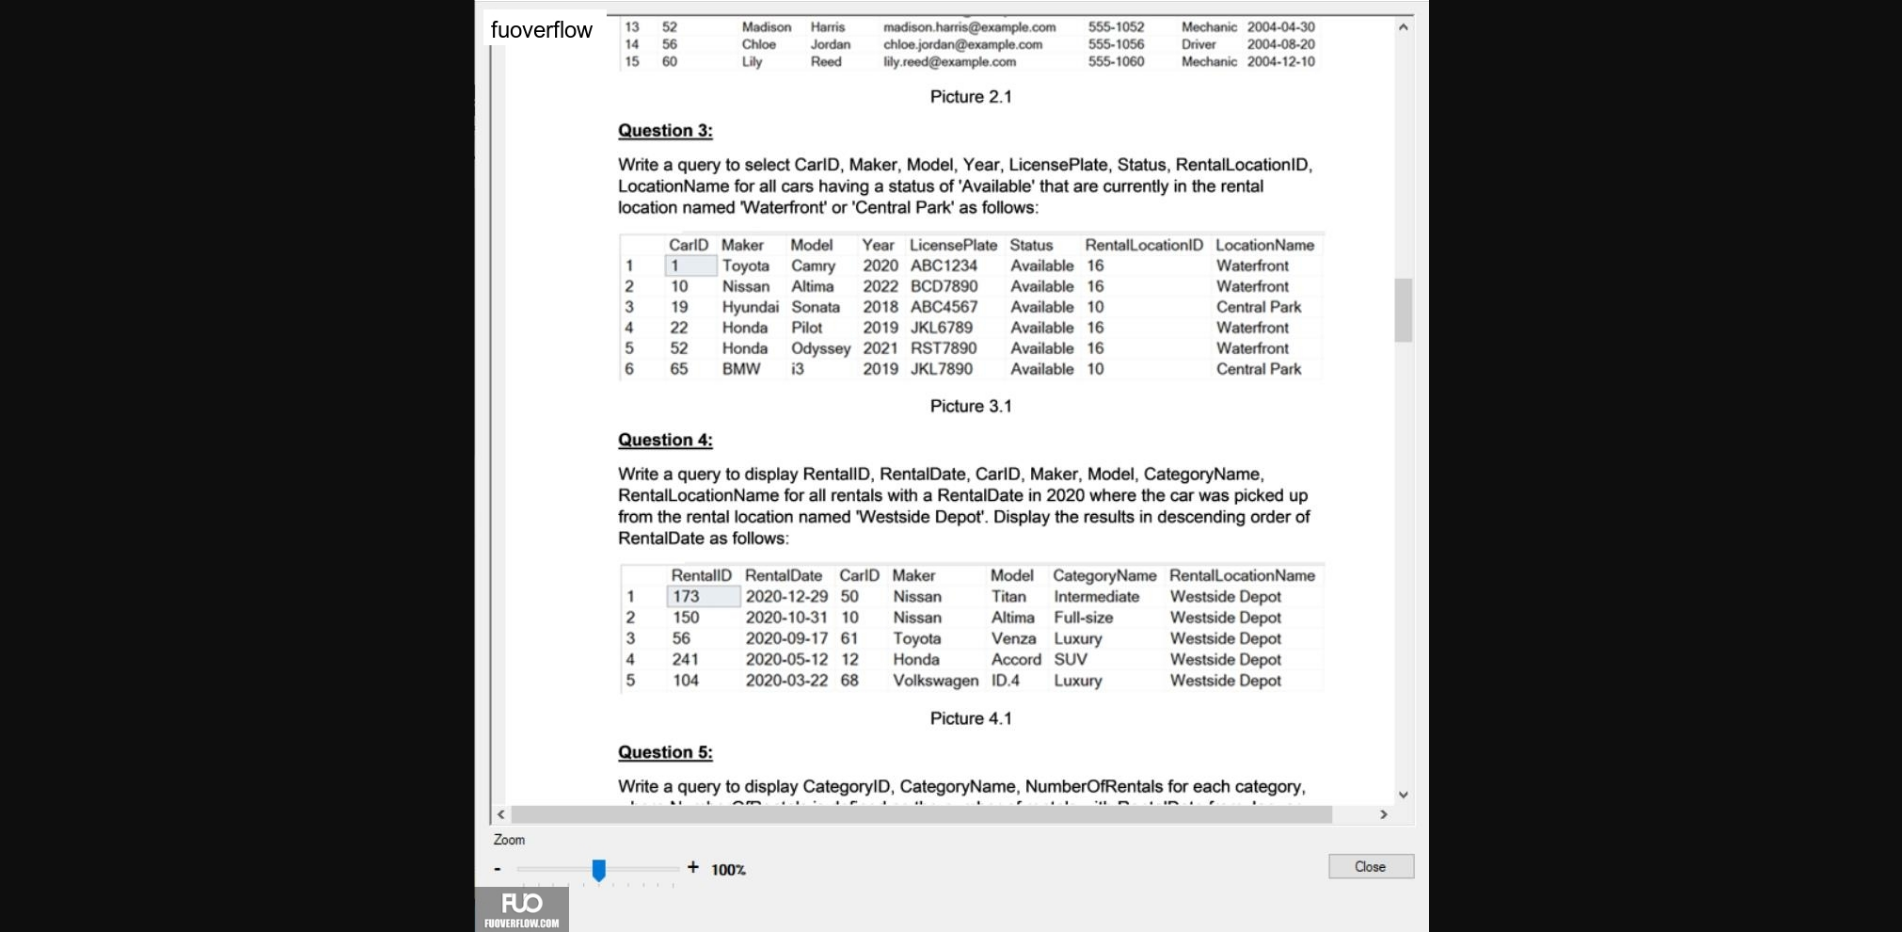 fuoverflow
13 52 Madison Harris madison.harris@example.com 555-1052 Mechanic 2004-04-30
14 56 Chloe Jordan chloe.jordan@example.com 555-1056 Driver 2004-08-20
15 60 Lily Reed lily.reed@example.com 555-1060 Mechanic 2004-12-10
Picture 2.1
Question 3:
Write a query to select CarID, Maker, Model, Year, LicensePlate, Status, RentalLocationID,
LocationName for all cars having a status of 'Available' that are currently in the rental
location named 'Waterfront' or 'Central Park' as follows:
CarID Maker Model Year LicensePlate Status RentalLocationID LocationName
1 1 Toyota Camry 2020 ABC1234 Available 16 Waterfront
2 10 Nissan Altima 2022 BCD7890 Available 16 Waterfront
3 19 Hyundai Sonata 2018 ABC4567 Available 10 Central Park
4 22 Honda Pilot 2019 JKL6789 Available 16 Waterfront
5 52 Honda Odyssey 2021 RST7890 Available 16 Waterfront
6 65 BMW i3 2019 JKL7890 Available 10 Central Park
Picture 3.1
Question 4:
Write a query to display RentalID, RentalDate, CarID, Maker, Model, CategoryName,
RentalLocationName for all rentals with a RentalDate in 2020 where the car was picked up
from the rental location named 'Westside Depot'. Display the results in descending order of
RentalDate as follows:
RentalID RentalDate CarID Maker Model CategoryName RentalLocationName
1 173 2020-12-29 50 Nissan Titan Intermediate Westside Depot
2 150 2020-10-31 10 Nissan Altima Full-size Westside Depot
3 56 2020-09-17 61 Toyota Venza Luxury Westside Depot
4 241 2020-05-12 12 Honda Accord SUV Westside Depot
5 104 2020-03-22 68 Volkswagen ID.4 Luxury Westside Depot
Picture 4.1
Question 5:
Write a query to display CategoryID, CategoryName, NumberOfRentals for each category,
Zoom
- + 100%
Close
FUO
FUOVERFLOW.COM